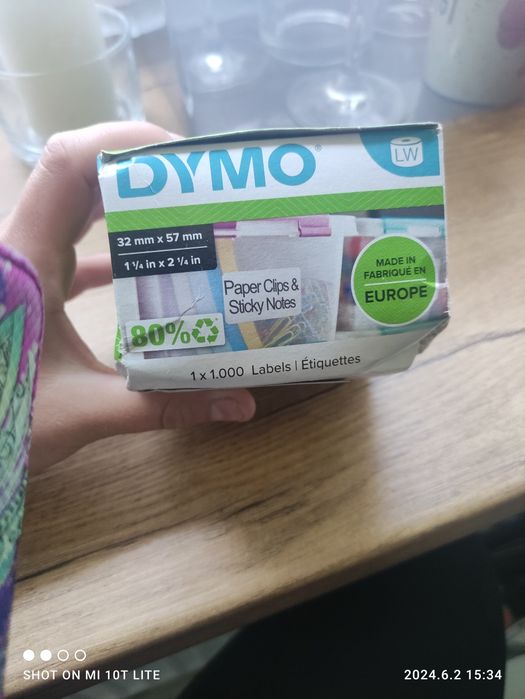 DYMO®
LW
32 mm x 57 mm
1 ¼ in x 2 ¼ in
MADE IN
FABRIQUÉ EN
EUROPE
Paper Clips &
Sticky Notes
80%
1 x 1.000 Labels | Étiquettes
SHOT ON MI 10T LITE
2024.6.2 15:34